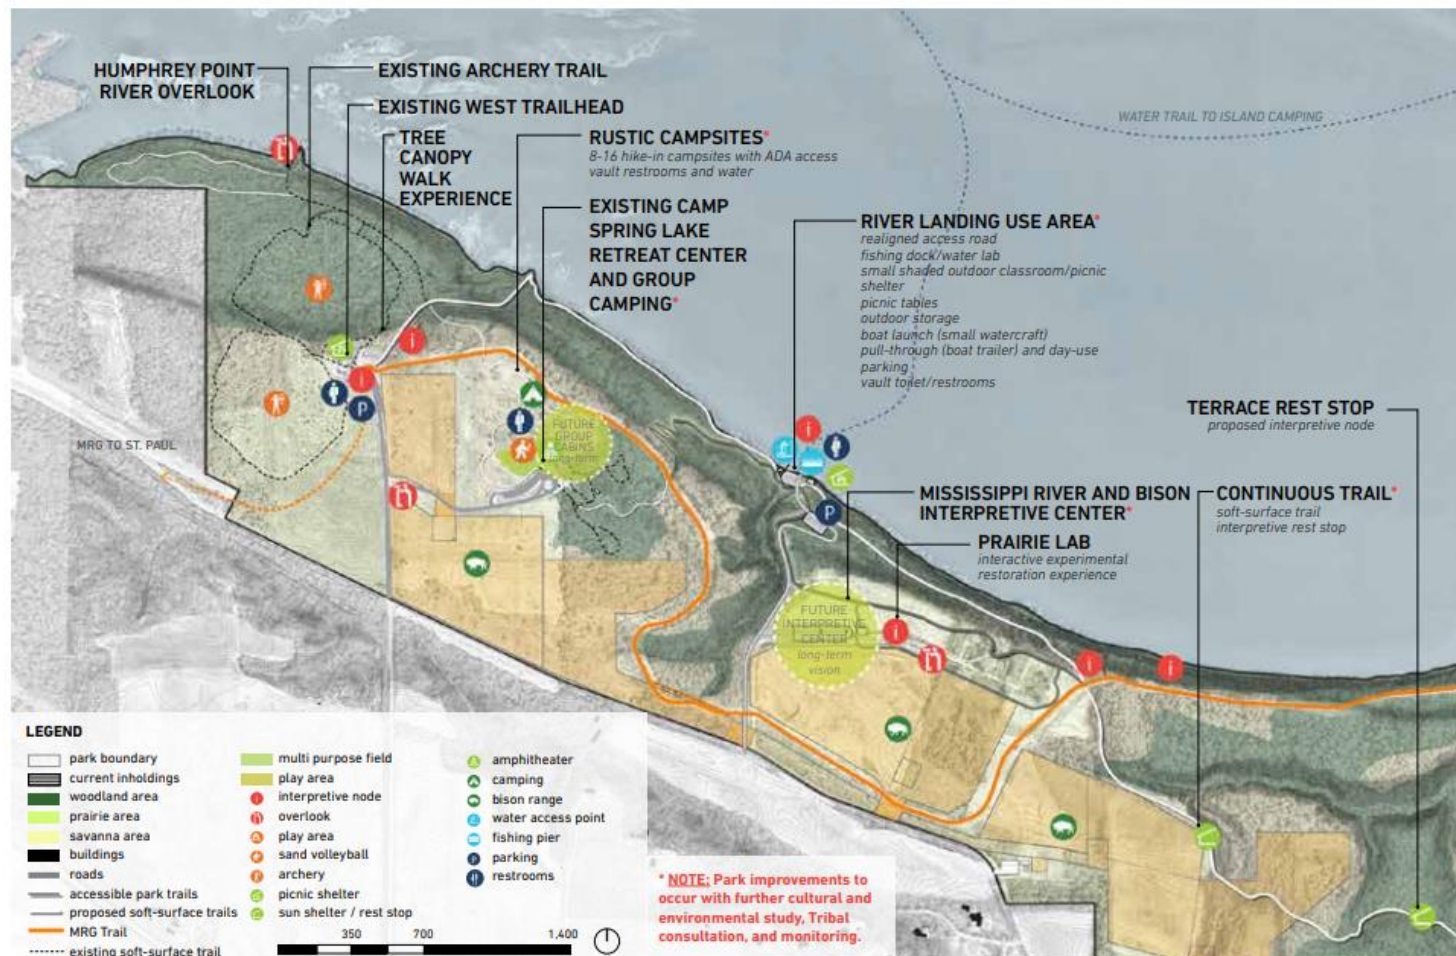 HUMPHREY POINT
RIVER OVERLOOK
EXISTING ARCHERY TRAIL
EXISTING WEST TRAILHEAD
TREE
CANOPY
WALK
EXPERIENCE
RUSTIC CAMPSITES*
8-16 hike-in campsites with ADA access
vault restrooms and water
EXISTING CAMP
SPRING LAKE
RETREAT CENTER
AND GROUP
CAMPING*
WATER TRAIL TO ISLAND CAMPING
RIVER LANDING USE AREA*
realigned access road
fishing dock/water lab
small shaded outdoor classroom/picnic
shelter
picnic tables
outdoor storage
boat launch (small watercraft)
pull-through (boat trailer) and day-use
parking
vault toilet/restrooms
TERRACE REST STOP
proposed interpretive node
MRG TO ST. PAUL
FUTURE
GROUP
CABINS
long-term
MISSISSIPPI RIVER AND BISON
INTERPRETIVE CENTER*
CONTINUOUS TRAIL*
soft-surface trail
interpretive rest stop
PRAIRIE LAB
interactive experimental
restoration experience
FUTURE
INTERPRETIVE
CENTER
long-term
vision
LEGEND
park boundary
current inholdings
woodland area
prairie area
savanna area
buildings
roads
accessible park trails
proposed soft-surface trails
MRG Trail
existing soft-surface trail
multi purpose field
play area
interpretive node
overlook
play area
sand volleyball
archery
picnic shelter
sun shelter / rest stop
amphitheater
camping
bison range
water access point
fishing pier
parking
restrooms
350 700 1,400
* NOTE: Park improvements to
occur with further cultural and
environmental study, Tribal
consultation, and monitoring.